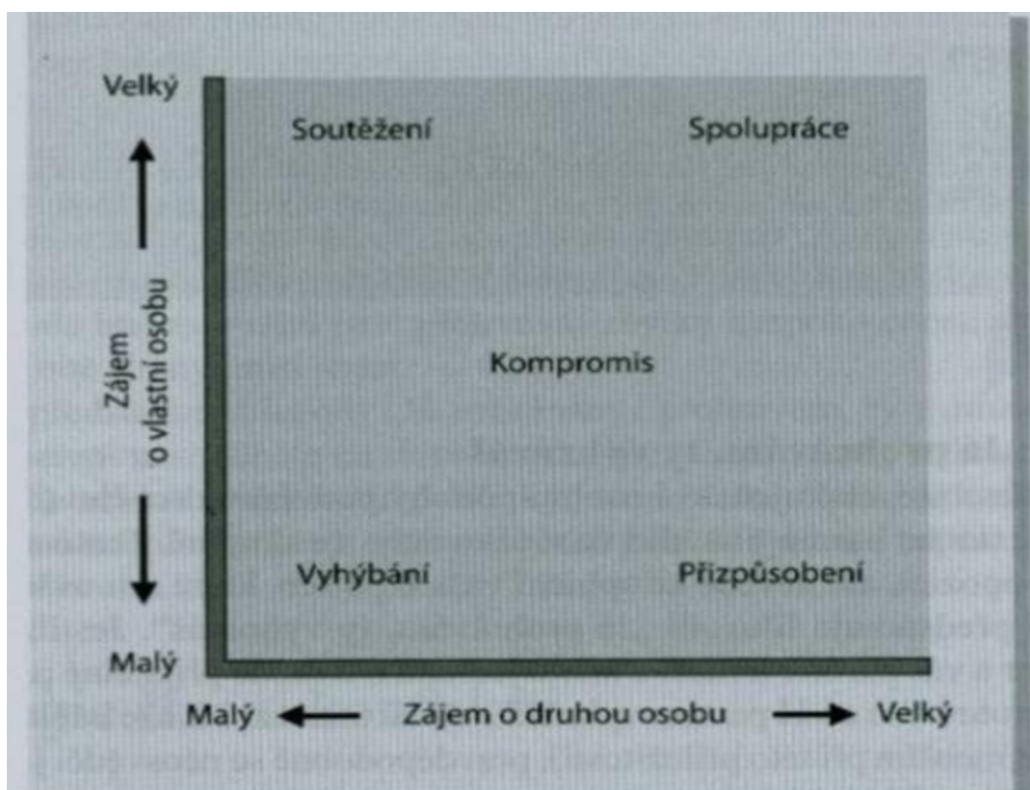 Velký
Soutěžení
Spolupráce
Zájem
o vlastní osobu
Kompromis
Vyhýbání
Přizpůsobení
Malý
Malý
Zájem o druhou osobu
Velký